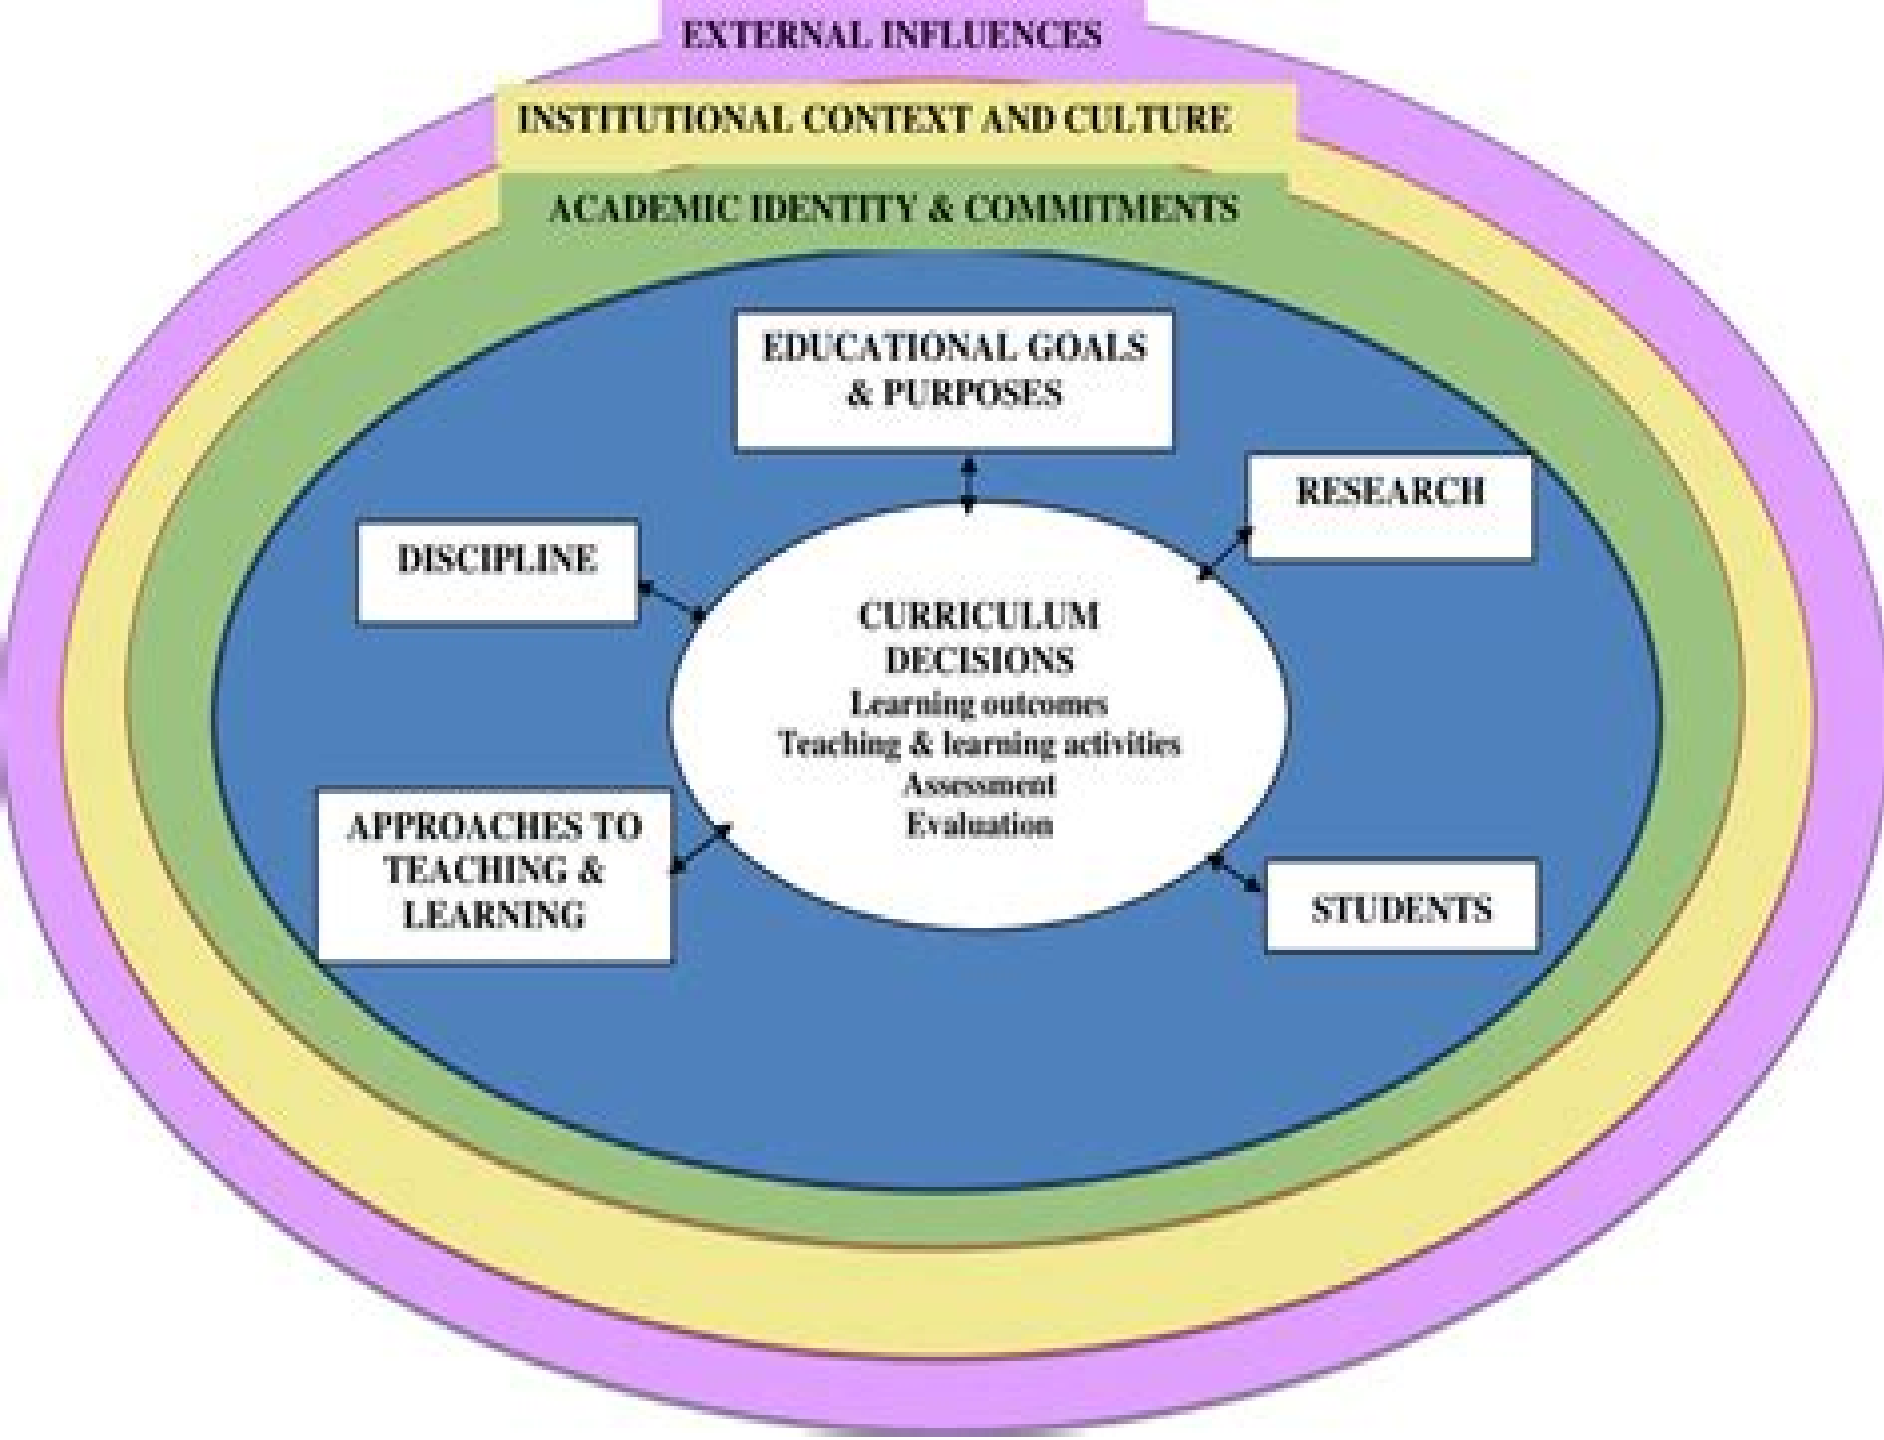 EXTERNAL INFLUENCES
INSTITUTIONAL CONTEXT AND CULTURE
ACADEMIC IDENTITY & COMMITMENTS
EDUCATIONAL GOALS
& PURPOSES
RESEARCH
DISCIPLINE
CURRICULUM
DECISIONS
Learning outcomes
Teaching & learning activities
Assessment
Evaluation
APPROACHES TO
TEACHING &
LEARNING
STUDENTS